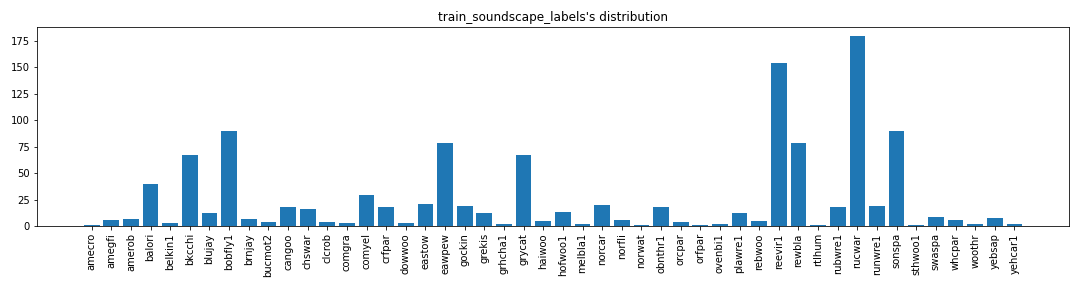 train_soundscape_labels's distribution
175
150
125
100
75
50
25
0
amecro
amegfi
amerob
balori
belkin1
bkcchi
blujay
bobfly1
brnjay
bucmot2
cangoo
chswar
clcrob
comgra
comyel
crfpar
dowwoo
eastow
eawpew
gockin
grekis
grhcha1
grycat
haiwoo
hofwoo1
melbla1
norcar
norfli
norwat
obnthr1
orcpar
orfpar
ovenbi1
plawre1
rebwoo
reevir1
rewbla
rtlhum
rubwre1
rucwar
runwre1
sonspa
sthwoo1
swaspa
whcpar
woothr
yebsap
yehcar1